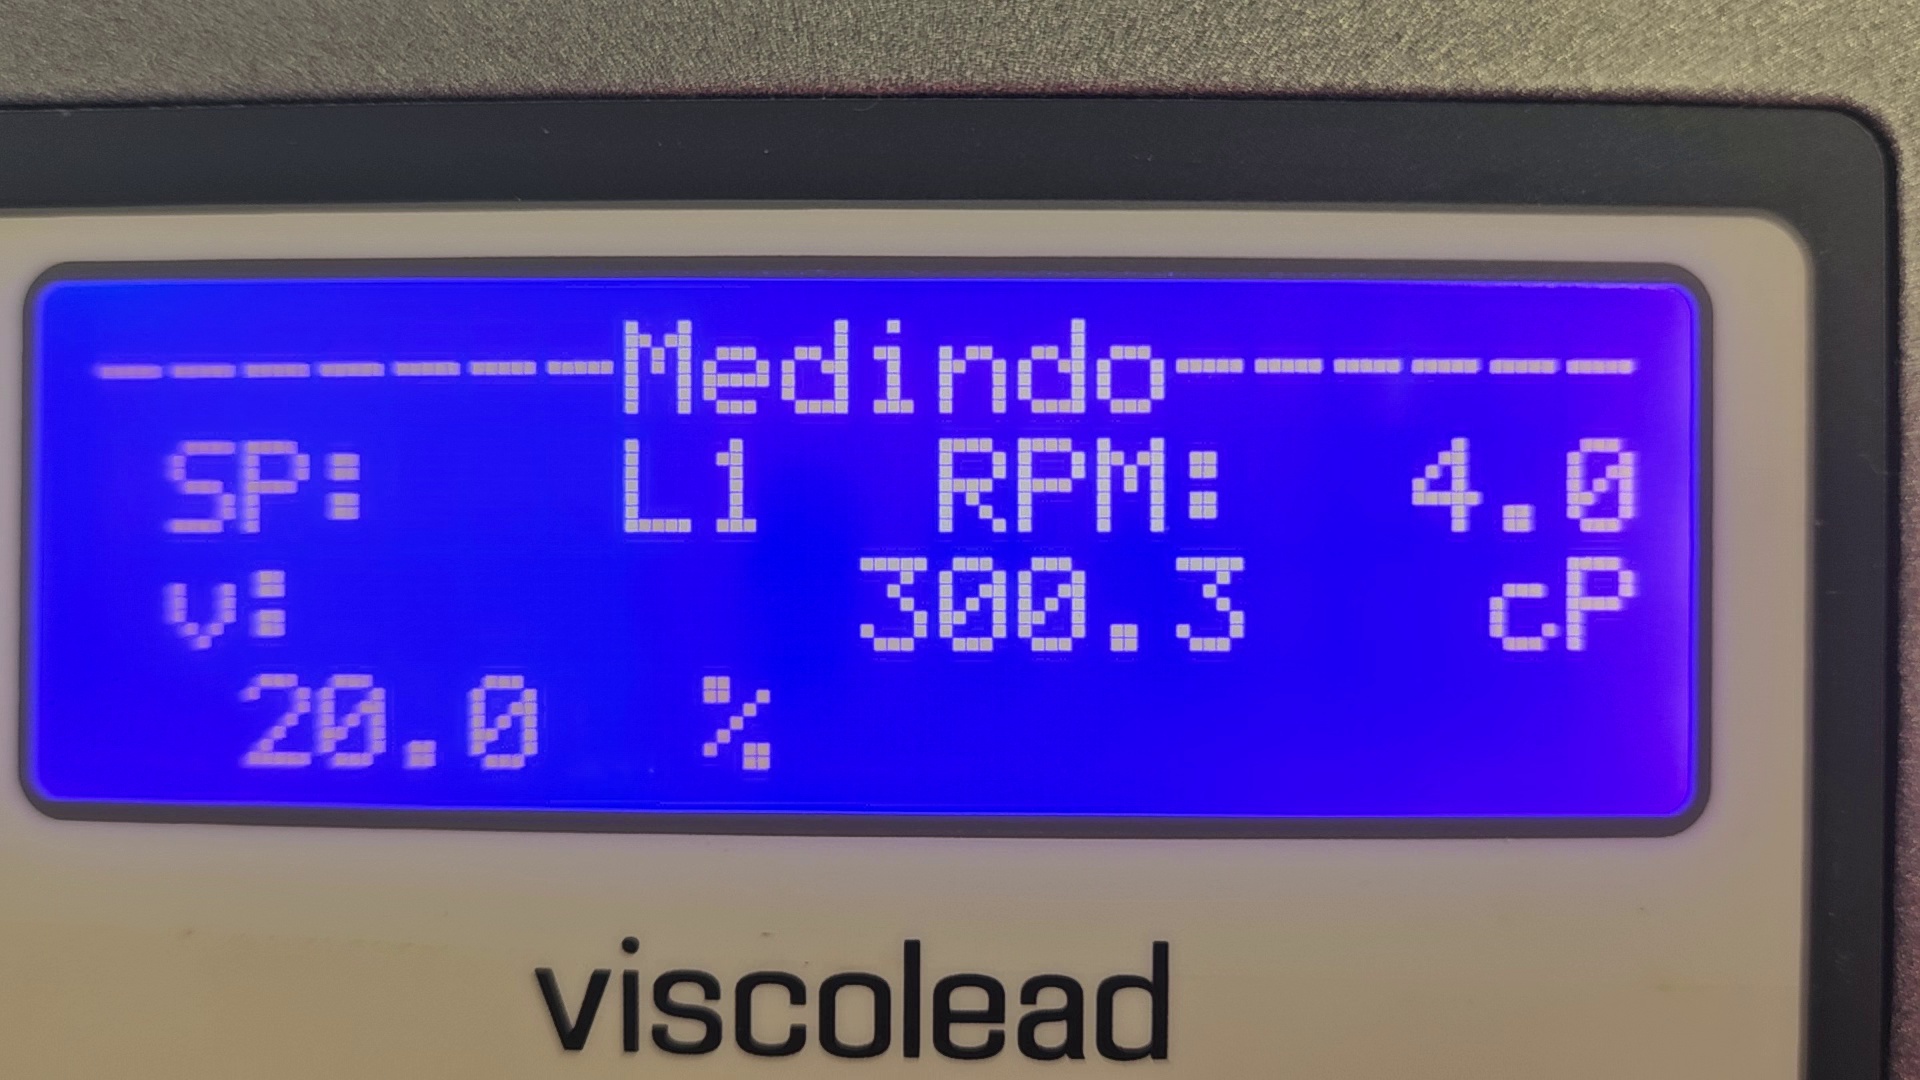 -------Medindo------
SP: L1 RPM: 4.0
v: 300.3 cP
20.0 %
viscolead